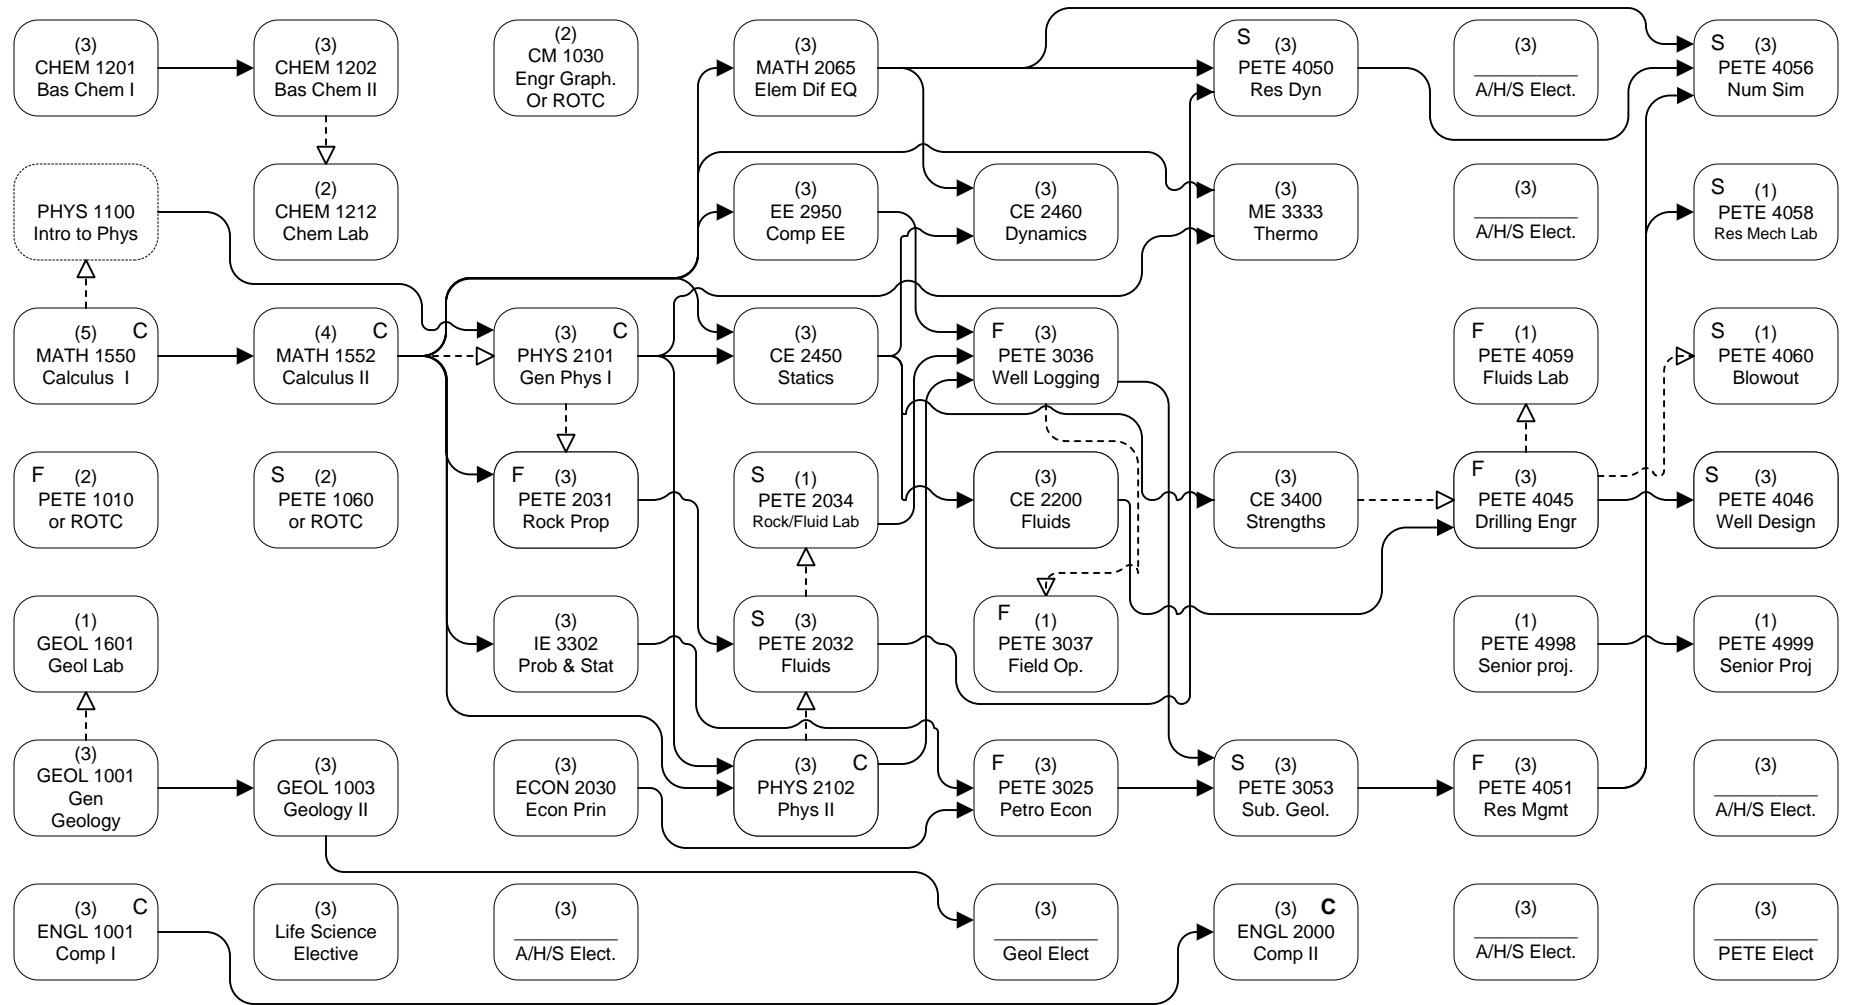 (3)
CHEM 1201
Bas Chem I
(3)
CHEM 1202
Bas Chem II
(2)
CM 1030
Engr Graph.
Or ROTC
(3)
MATH 2065
Elem Dif EQ
S (3)
PETE 4050
Res Dyn
(3)
A/H/S Elect.
S (3)
PETE 4056
Num Sim
PHYS 1100
Intro to Phys
(2)
CHEM 1212
Chem Lab
(3)
EE 2950
Comp EE
(3)
CE 2460
Dynamics
(3)
ME 3333
Thermo
(3)
A/H/S Elect.
S (1)
PETE 4058
Res Mech Lab
(5) C
MATH 1550
Calculus I
(4) C
MATH 1552
Calculus II
(3) C
PHYS 2101
Gen Phys I
(3)
CE 2450
Statics
F (3)
PETE 3036
Well Logging
F (1)
PETE 4059
Fluids Lab
S (1)
PETE 4060
Blowout
F (2)
PETE 1010
or ROTC
S (2)
PETE 1060
or ROTC
F (3)
PETE 2031
Rock Prop
S (1)
PETE 2034
Rock/Fluid Lab
(3)
CE 2200
Fluids
(3)
CE 3400
Strengths
F (3)
PETE 4045
Drilling Engr
S (3)
PETE 4046
Well Design
(1)
GEOL 1601
Geol Lab
(3)
IE 3302
Prob & Stat
S (3)
PETE 2032
Fluids
F (1)
PETE 3037
Field Op.
(1)
PETE 4998
Senior proj.
(1)
PETE 4999
Senior Proj
(3)
GEOL 1001
Gen
Geology
(3)
GEOL 1003
Geology II
(3)
ECON 2030
Econ Prin
(3) C
PHYS 2102
Phys II
F (3)
PETE 3025
Petro Econ
S (3)
PETE 3053
Sub. Geol.
F (3)
PETE 4051
Res Mgmt
(3)
A/H/S Elect.
(3) C
ENGL 1001
Comp I
(3)
Life Science
Elective
(3)
A/H/S Elect.
(3)
Geol Elect
(3) C
ENGL 2000
Comp II
(3)
A/H/S Elect.
(3)
PETE Elect